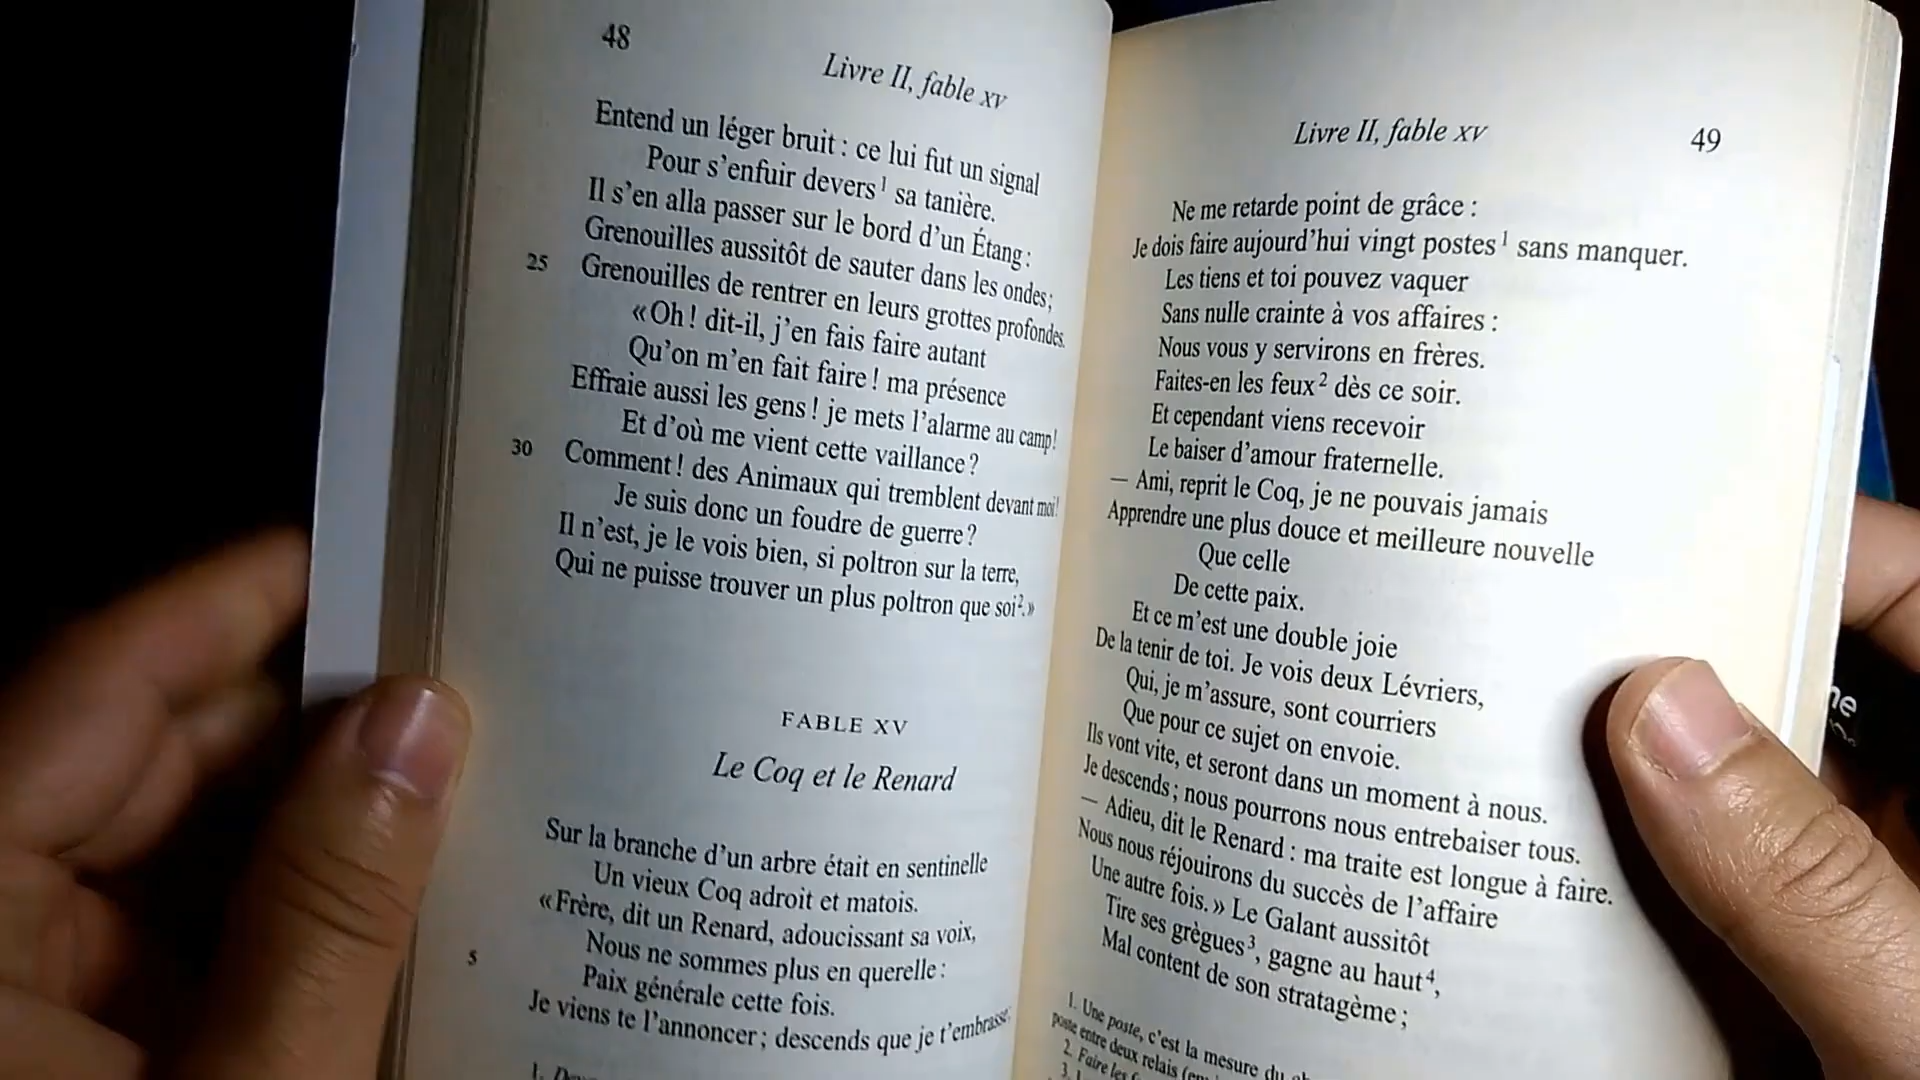 48
Livre II, fable XV
Entend un léger bruit : ce lui fut un signal
Pour s'enfuir devers¹ sa tanière.
Il s'en alla passer sur le bord d'un Étang :
Grenouilles aussitôt de sauter dans les ondes ;
25 Grenouilles de rentrer en leurs grottes profondes.
« Oh ! dit-il, j'en fais faire autant
Qu'on m'en fait faire ! ma présence
Effraie aussi les gens ! je mets l'alarme au camp !
Et d'où me vient cette vaillance ?
30 Comment ! des Animaux qui tremblent devant moi !
Je suis donc un foudre de guerre ?
Il n'est, je le vois bien, si poltron sur la terre,
Qui ne puisse trouver un plus poltron que soi². »
FABLE XV
Le Coq et le Renard
Sur la branche d'un arbre était en sentinelle
Un vieux Coq adroit et matois.
« Frère, dit un Renard, adoucissant sa voix,
Nous ne sommes plus en querelle :
5 Paix générale cette fois.
Je viens te l'annoncer ; descends que je t'embrasse.
Livre II, fable XV
49
Ne me retarde point de grâce :
Je dois faire aujourd'hui vingt postes¹ sans manquer.
Les tiens et toi pouvez vaquer
Sans nulle crainte à vos affaires :
Nous vous y servirons en frères.
Faites-en les feux² dès ce soir.
Et cependant viens recevoir
Le baiser d'amour fraternelle.
— Ami, reprit le Coq, je ne pouvais jamais
Apprendre une plus douce et meilleure nouvelle
Que celle
De cette paix.
Et ce m'est une double joie
De la tenir de toi. Je vois deux Lévriers,
Qui, je m'assure, sont courriers
Que pour ce sujet on envoie.
Ils vont vite, et seront dans un moment à nous.
Je descends ; nous pourrons nous entrebaiser tous.
— Adieu, dit le Renard : ma traite est longue à faire.
Nous nous réjouirons du succès de l'affaire
Une autre fois. » Le Galant aussitôt
Tire ses grègues³, gagne au haut⁴,
Mal content de son stratagème ;
1. Une poste, c'est la mesure du
poste entre deux relais
2. Faire les
3.
1.